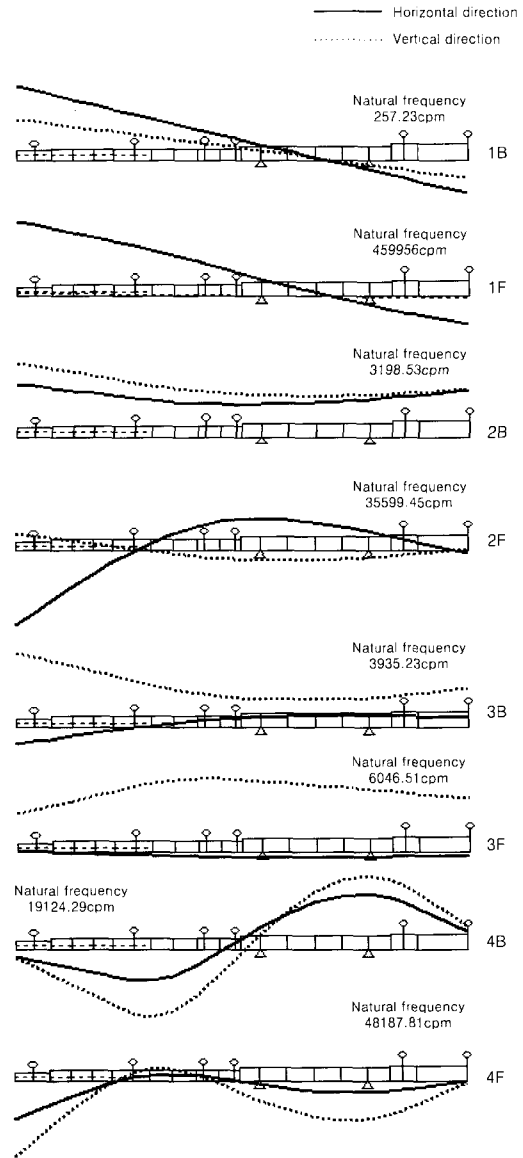 Horizontal direction
Vertical direction
Natural frequency
257.23cpm
1B
Natural frequency
459956cpm
1F
Natural frequency
3198.53cpm
2B
Natural frequency
35599.45cpm
2F
Natural frequency
3935.23cpm
3B
Natural frequency
6046.51cpm
3F
Natural frequency
19124.29cpm
4B
Natural frequency
48187.81cpm
4F